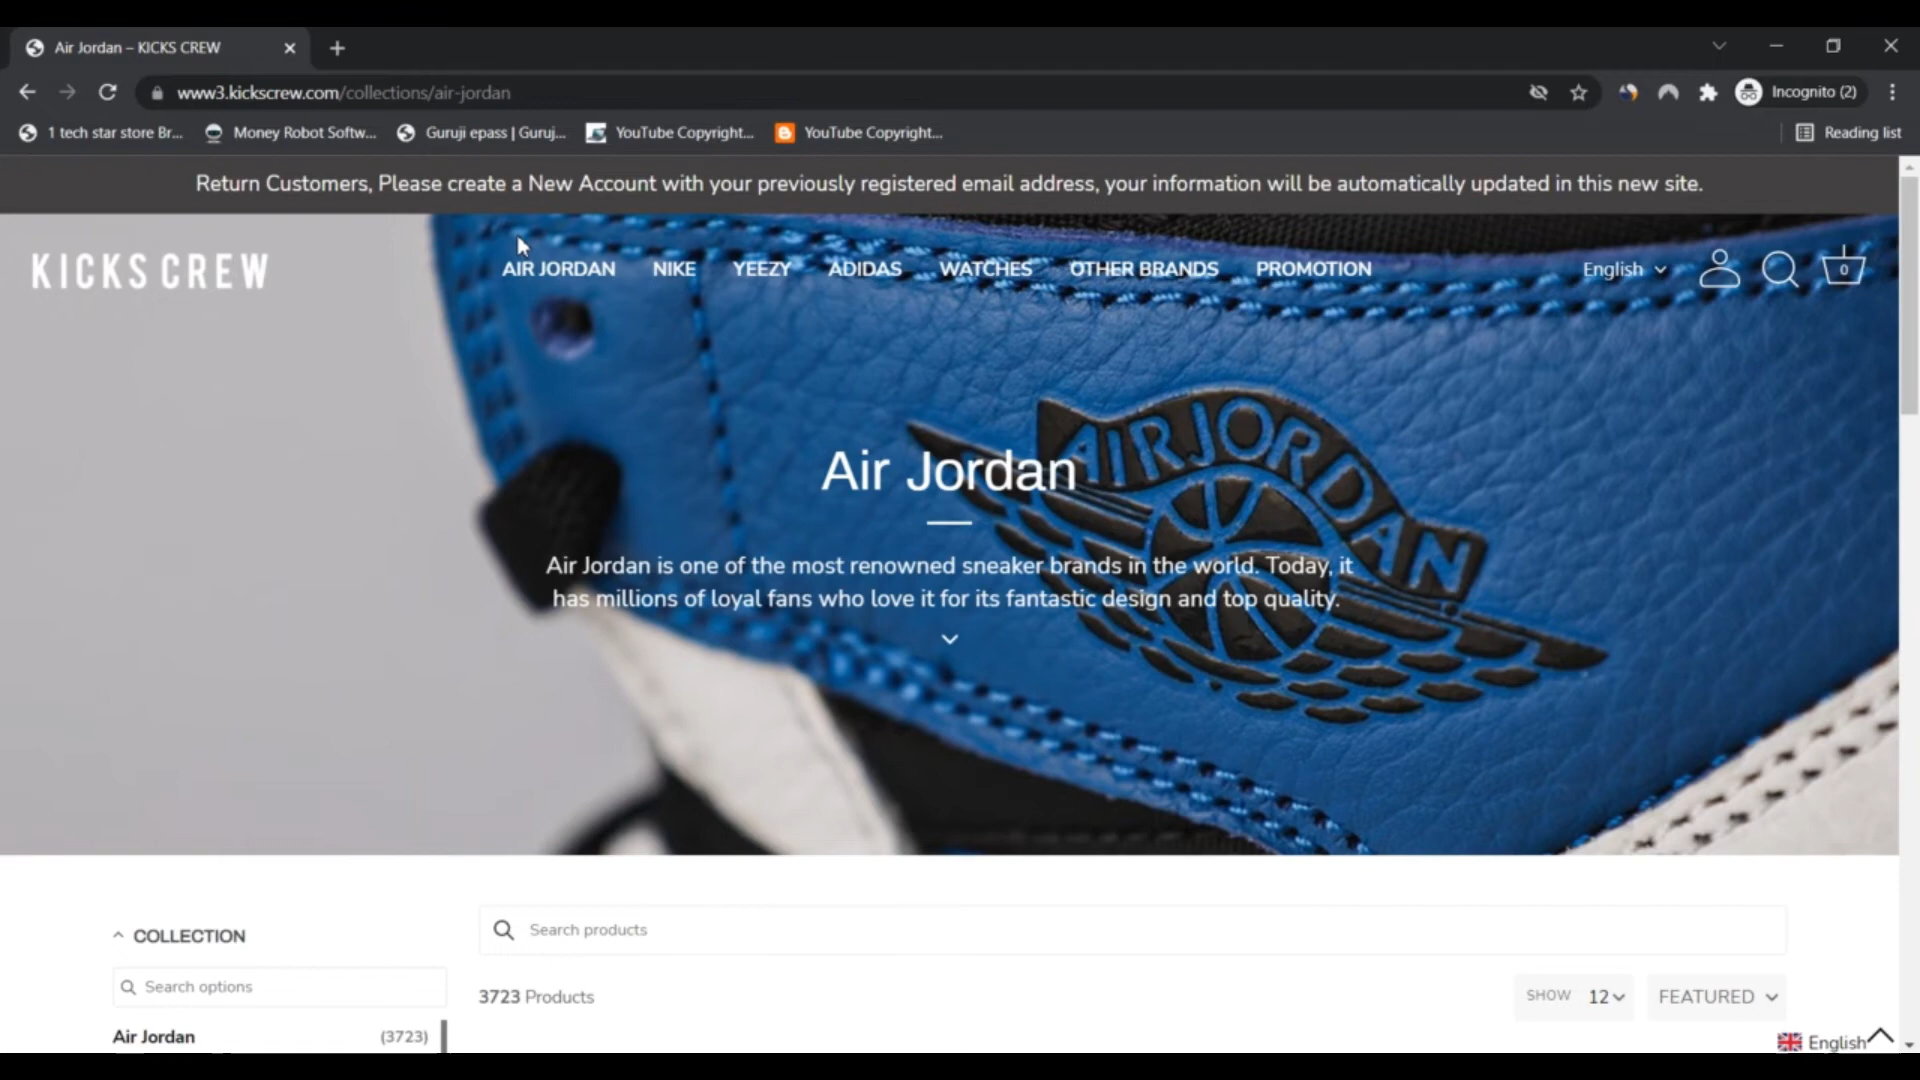 Air Jordan – KICKS CREW
www3.kickscrew.com/collections/air-jordan
Incognito (2)
1 tech star store Br...
Money Robot Softw...
Guruji epass | Guruj...
YouTube Copyright...
YouTube Copyright...
Reading list
Return Customers, Please create a New Account with your previously registered email address, your information will be automatically updated in this new site.
KICKS CREW
AIR JORDAN
NIKE
YEEZY
ADIDAS
WATCHES
OTHER BRANDS
PROMOTION
English
0
AIR JORDAN
Air Jordan
Air Jordan is one of the most renowned sneaker brands in the world. Today, it
has millions of loyal fans who love it for its fantastic design and top quality.
COLLECTION
Search products
Search options
3723 Products
SHOW 12
FEATURED
Air Jordan (3723)
English